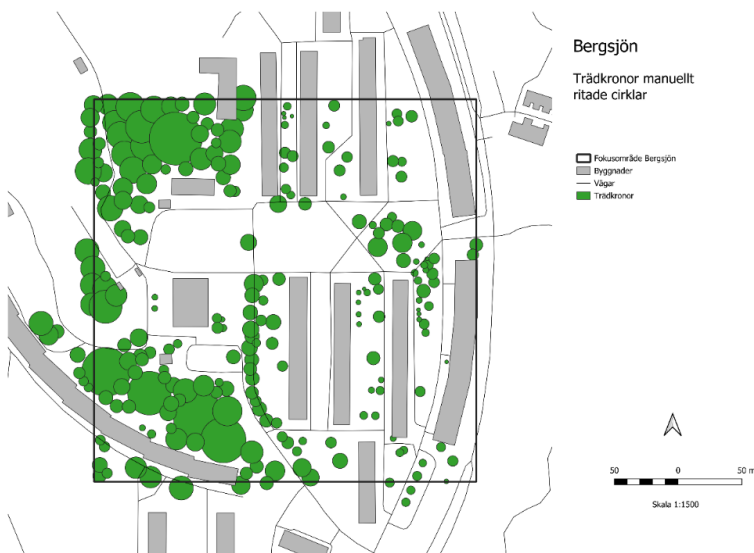 Bergsjön
Trädkronor manuellt
ritade cirklar
Fokusområde Bergsjön
Byggnader
Vägar
Trädkronor
50 0 50 m
Skala 1:1500